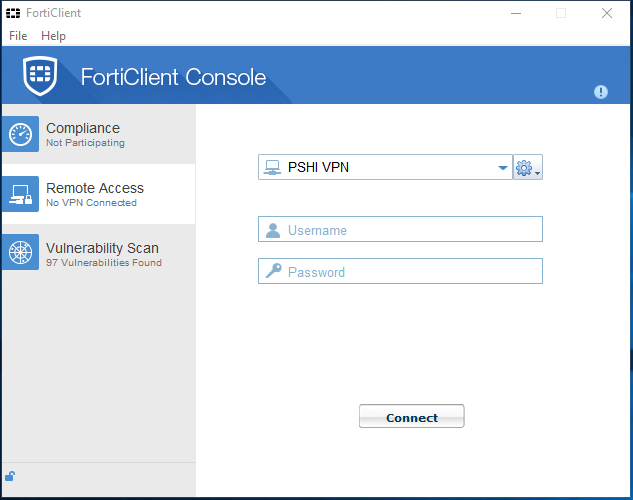 FortiClient
File Help
FortiClient Console
Compliance
Not Participating
Remote Access
No VPN Connected
Vulnerability Scan
97 Vulnerabilities Found
PSHI VPN
Username
Password
Connect